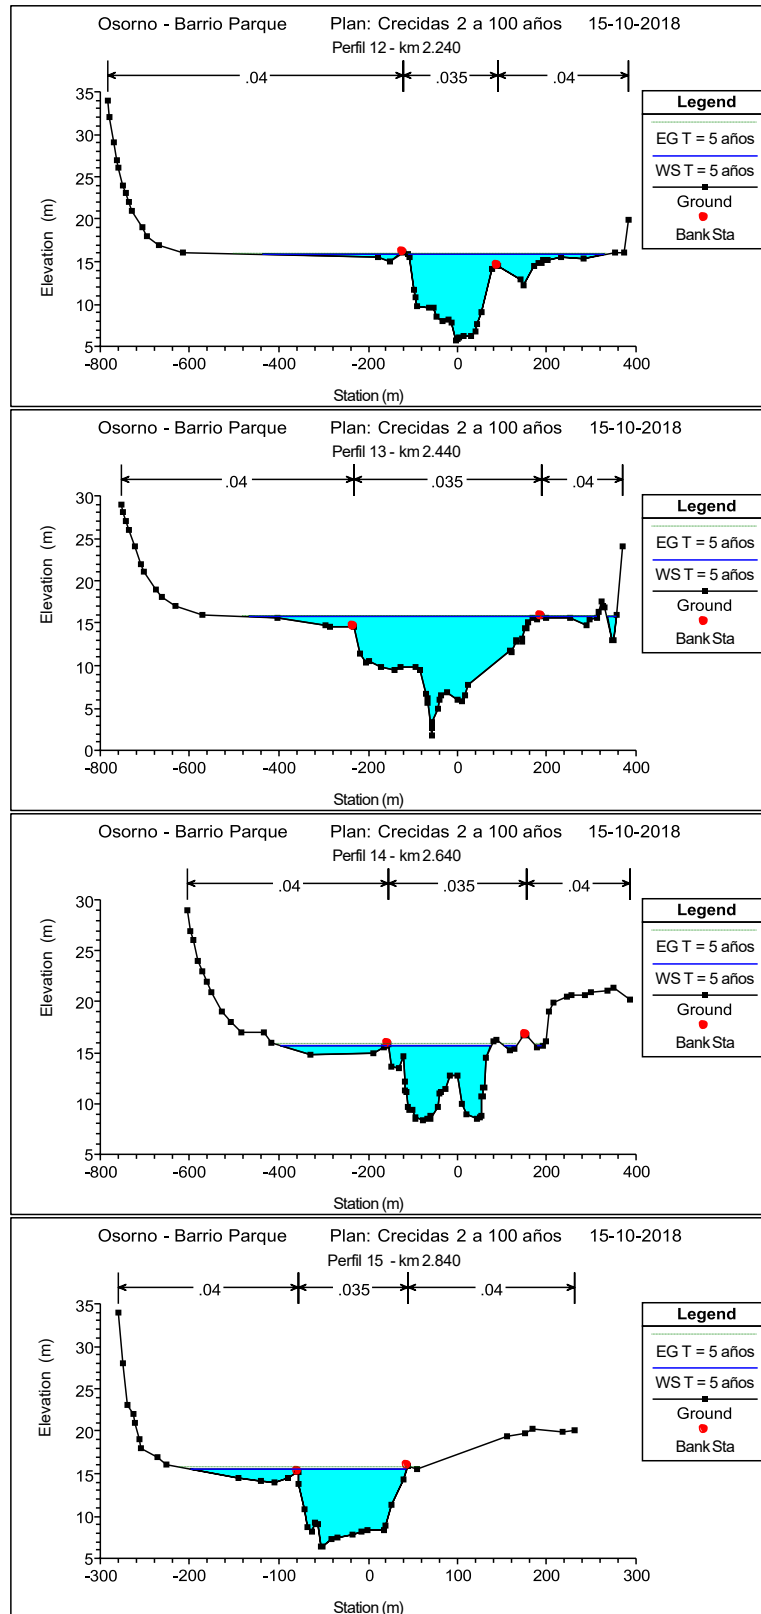 Osorno - Barrio Parque Plan: Crecidas 2 a 100 años 15-10-2018
Perfil 12 - km 2.240
.04 .035 .04
35
30
25
20
15
10
5
Elevation (m)
-800 -600 -400 -200 0 200 400
Station (m)
Legend
EG T = 5 años
WS T = 5 años
Ground
Bank Sta
Osorno - Barrio Parque Plan: Crecidas 2 a 100 años 15-10-2018
Perfil 13 - km 2.440
.04 .035 .04
30
25
20
15
10
5
0
Elevation (m)
-800 -600 -400 -200 0 200 400
Station (m)
Legend
EG T = 5 años
WS T = 5 años
Ground
Bank Sta
Osorno - Barrio Parque Plan: Crecidas 2 a 100 años 15-10-2018
Perfil 14 - km 2.640
.04 .035 .04
30
25
20
15
10
5
Elevation (m)
-800 -600 -400 -200 0 200 400
Station (m)
Legend
EG T = 5 años
WS T = 5 años
Ground
Bank Sta
Osorno - Barrio Parque Plan: Crecidas 2 a 100 años 15-10-2018
Perfil 15 - km 2.840
.04 .035 .04
35
30
25
20
15
10
5
Elevation (m)
-300 -200 -100 0 100 200 300
Station (m)
Legend
EG T = 5 años
WS T = 5 años
Ground
Bank Sta